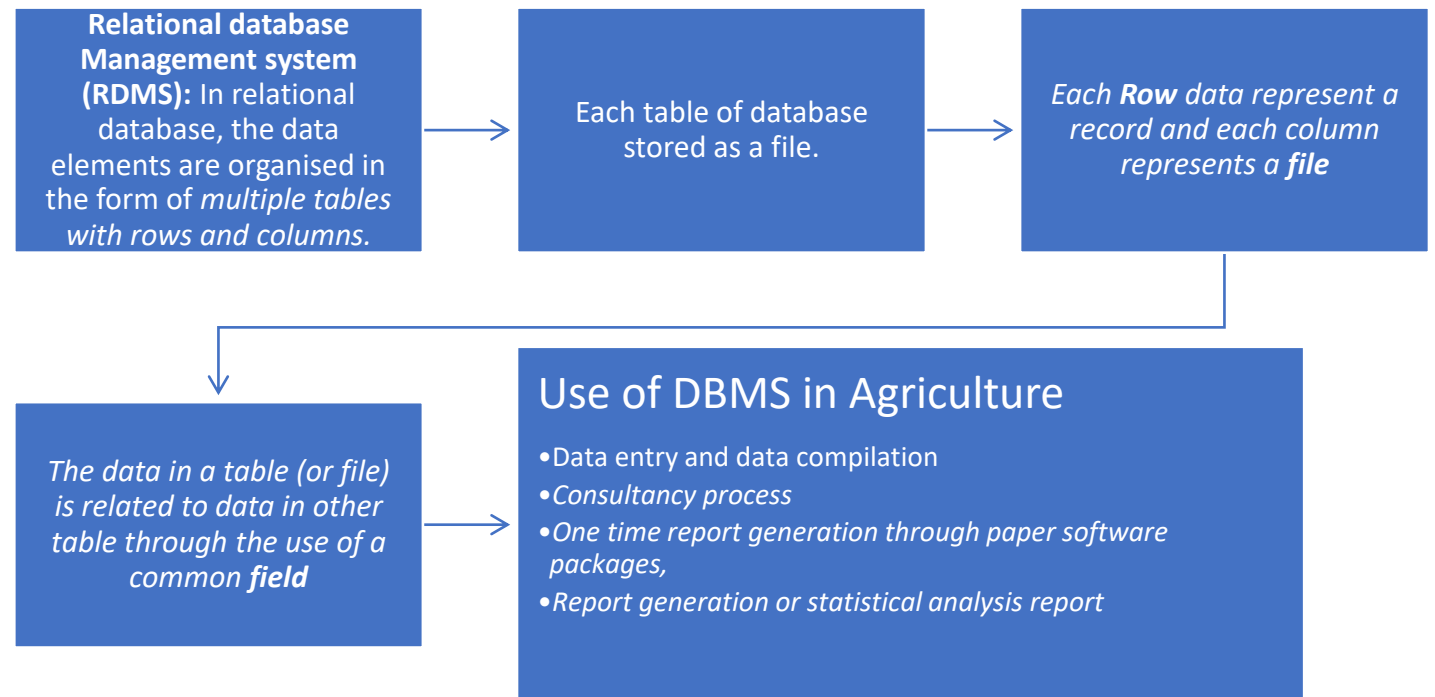 Relational database
Management system
(RDMS): In relational
database, the data
elements are organised in
the form of multiple tables
with rows and columns.
Each table of database
stored as a file.
Each Row data represent a
record and each column
represents a file
The data in a table (or file)
is related to data in other
table through the use of a
common field
Use of DBMS in Agriculture
•Data entry and data compilation
•Consultancy process
•One time report generation through paper software
packages,
•Report generation or statistical analysis report